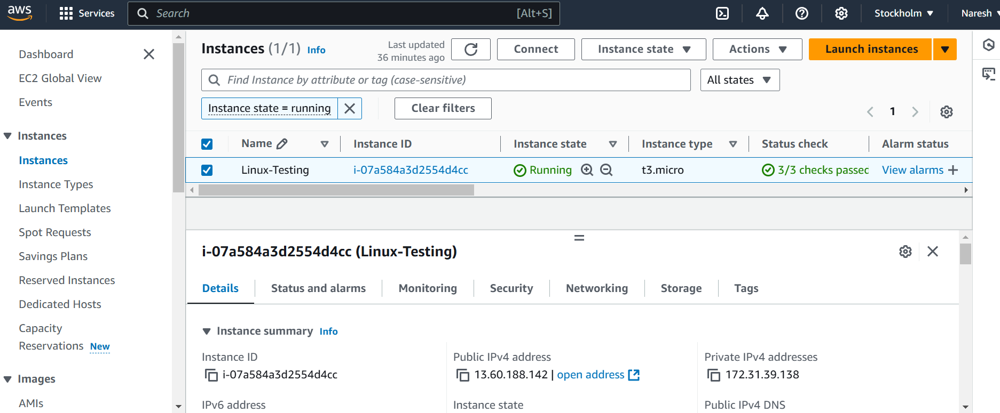 aws
Services
Search [Alt+S]
Stockholm
Naresh
Dashboard
EC2 Global View
Events
Instances
Instances
Instance Types
Launch Templates
Spot Requests
Savings Plans
Reserved Instances
Dedicated Hosts
Capacity
Reservations New
Images
AMIs
Instances (1/1) Info
Last updated
36 minutes ago
Connect
Instance state
Actions
Launch instances
Find Instance by attribute or tag (case-sensitive)
All states
Instance state = running
Clear filters
1
Name Instance ID Instance state Instance type Status check Alarm status
Linux-Testing i-07a584a3d2554d4cc Running t3.micro 3/3 checks passed View alarms +
i-07a584a3d2554d4cc (Linux-Testing)
Details Status and alarms Monitoring Security Networking Storage Tags
Instance summary Info
Instance ID
i-07a584a3d2554d4cc
Public IPv4 address
13.60.188.142 | open address
Private IPv4 addresses
172.31.39.138
IPv6 address
Instance state
Public IPv4 DNS